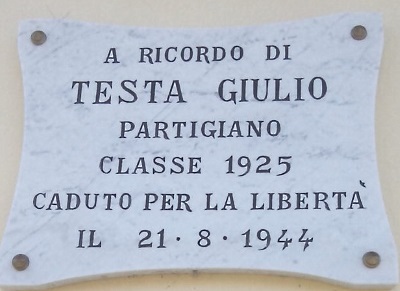 A RICORDO DI
TESTA GIULIO
PARTIGIANO
CLASSE 1925
CADUTO PER LA LIBERTÀ
IL 21·8·1944